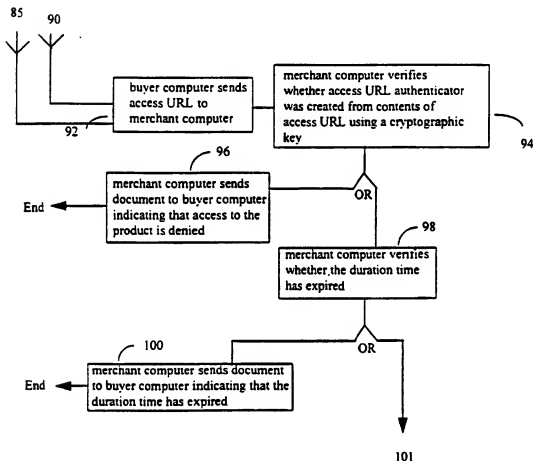 85
90
buyer computer sends
access URL to
merchant computer
92
merchant computer verifies
whether access URL authenticator
was created from contents of
access URL using a cryptographic
key
94
96
merchant computer sends
document to buyer computer
indicating that access to the
product is denied
End
OR
98
merchant computer verifies
whether,the duration time
has expired
OR
100
merchant computer sends document
to buyer computer indicating that the
duration time has expired
End
101